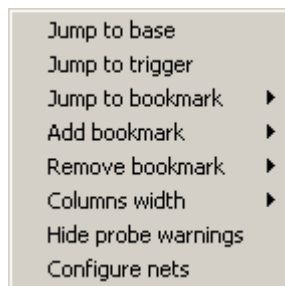 Jump to base
Jump to trigger
Jump to bookmark
Add bookmark
Remove bookmark
Columns width
Hide probe warnings
Configure nets